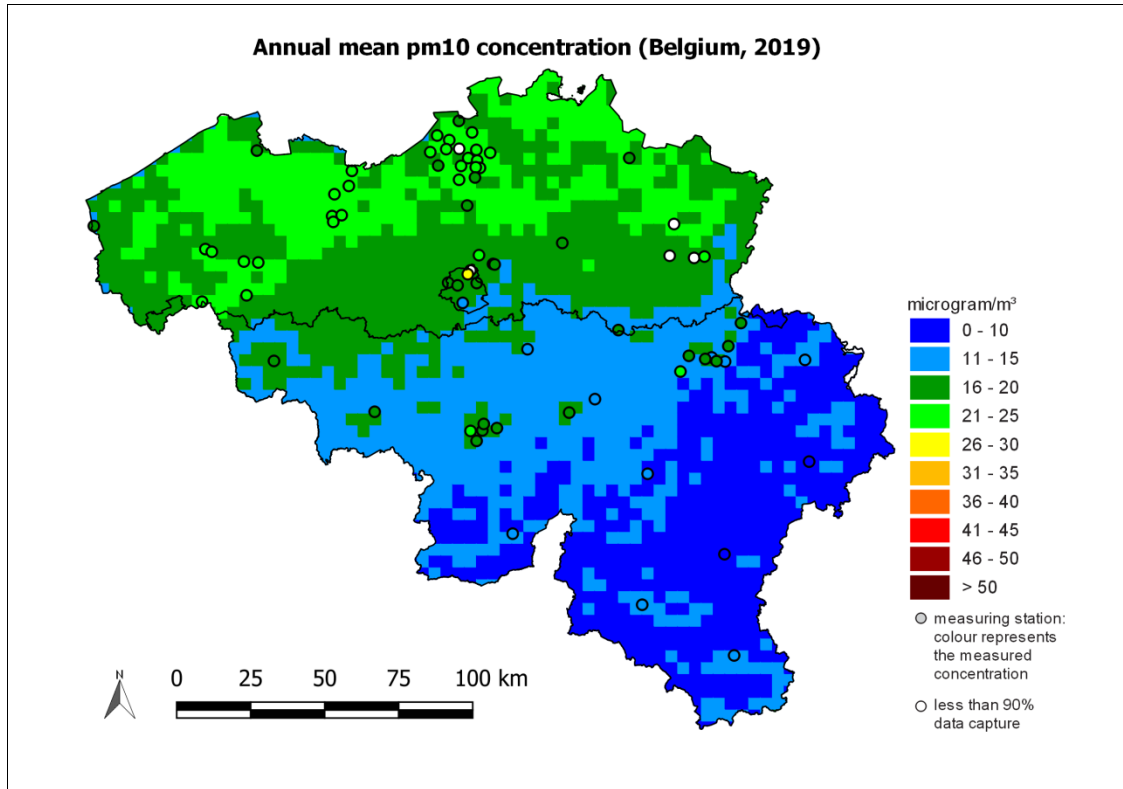 Annual mean pm10 concentration (Belgium, 2019)
microgram/m³
0 - 10
11 - 15
16 - 20
21 - 25
26 - 30
31 - 35
36 - 40
41 - 45
46 - 50
> 50
measuring station:
colour represents
the measured
concentration
less than 90%
data capture
N
0 25 50 75 100 km